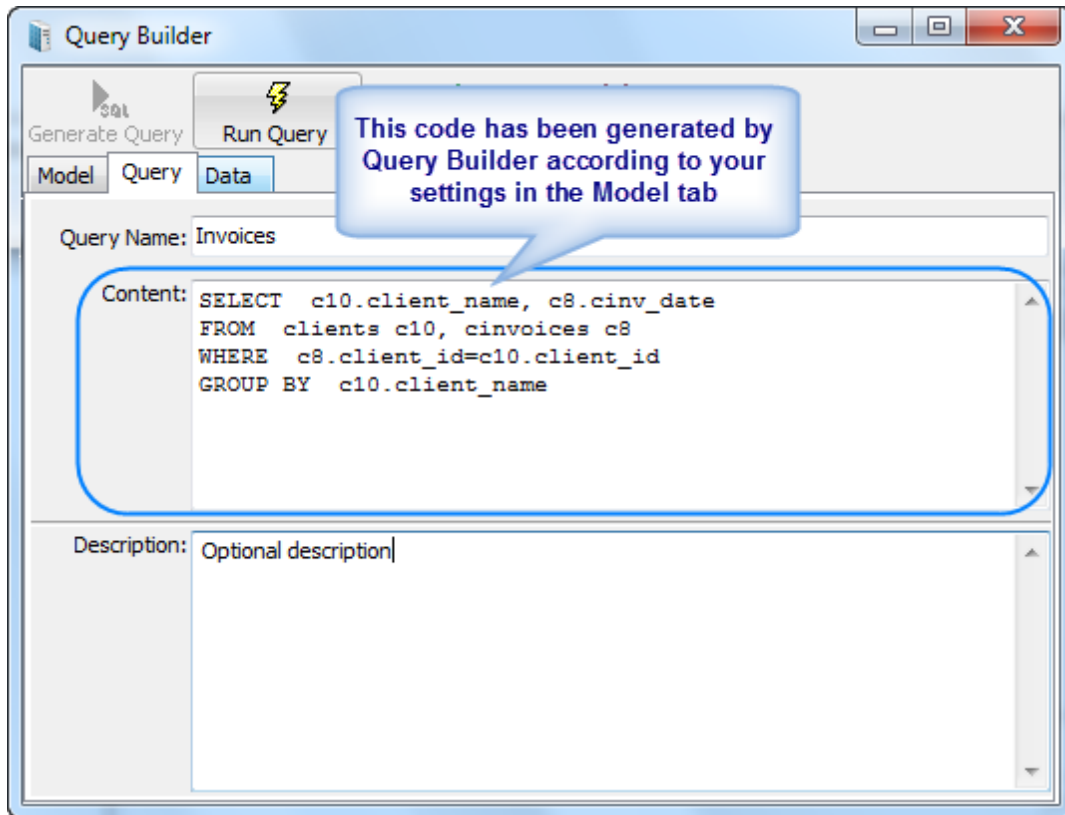 Query Builder
SQL
Generate Query
Run Query
This code has been generated by
Query Builder according to your
settings in the Model tab
Model
Query
Data
Query Name: Invoices
Content:
SELECT  c10.client_name, c8.cinv_date
FROM  clients c10, cinvoices c8
WHERE  c8.client_id=c10.client_id
GROUP BY  c10.client_name
Description:
Optional description